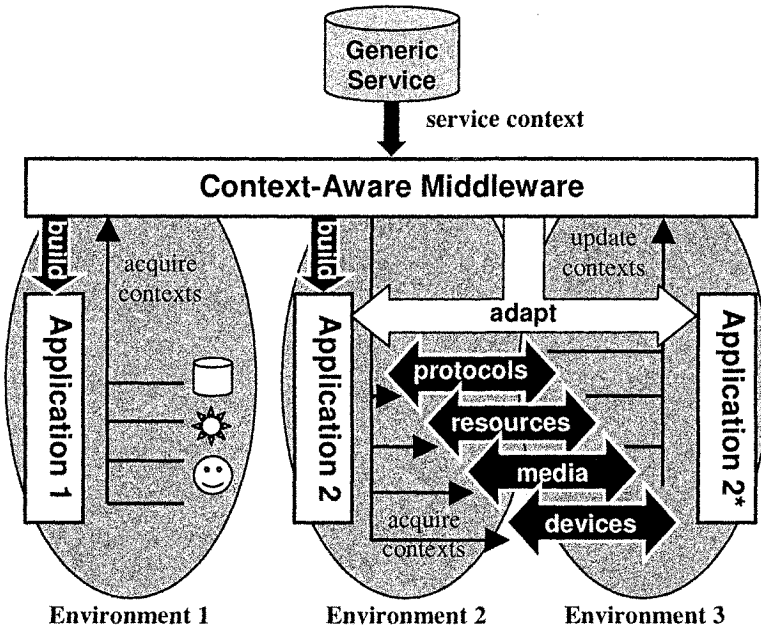 Generic
Service
service context
Context-Aware Middleware
build
acquire
contexts
Application 1
build
Application 2
update
contexts
adapt
protocols
resources
media
devices
acquire
contexts
Application 2*
Environment 1
Environment 2
Environment 3